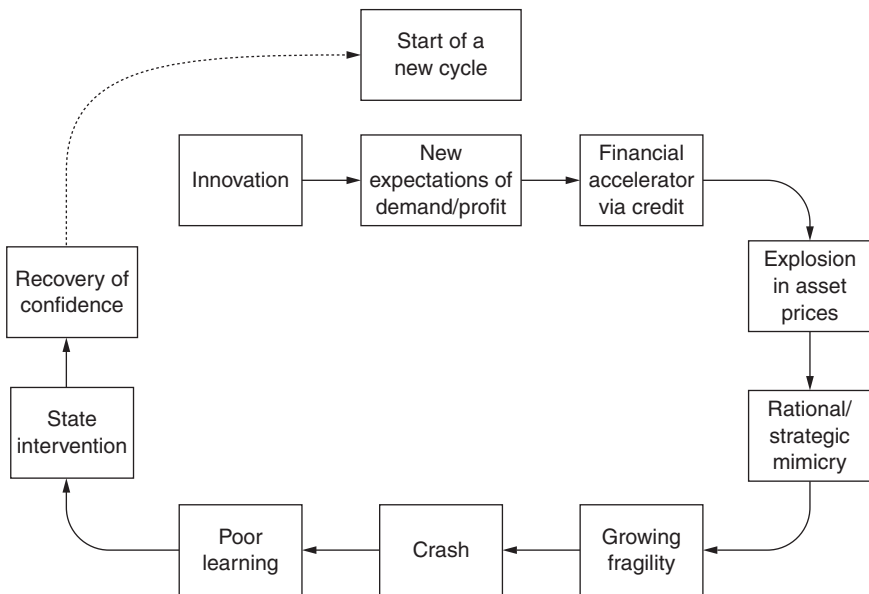 Start of a
new cycle
Innovation
New
expectations of
demand/profit
Financial
accelerator
via credit
Explosion
in asset
prices
Rational/
strategic
mimicry
Growing
fragility
Crash
Poor
learning
State
intervention
Recovery of
confidence